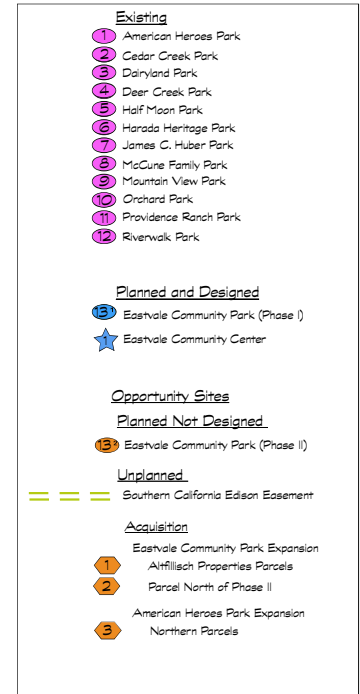 Existing
1 American Heroes Park
2 Cedar Creek Park
3 Dairyland Park
4 Deer Creek Park
5 Half Moon Park
6 Harada Heritage Park
7 James C. Huber Park
8 McCune Family Park
9 Mountain View Park
10 Orchard Park
11 Providence Ranch Park
12 Riverwalk Park
Planned and Designed
13¹ Eastvale Community Park (Phase I)
1 Eastvale Community Center
Opportunity Sites
Planned Not Designed
13² Eastvale Community Park (Phase II)
Unplanned
Southern California Edison Easement
Acquisition
Eastvale Community Park Expansion
1 Altfillisch Properties Parcels
2 Parcel North of Phase II
American Heroes Park Expansion
3 Northern Parcels